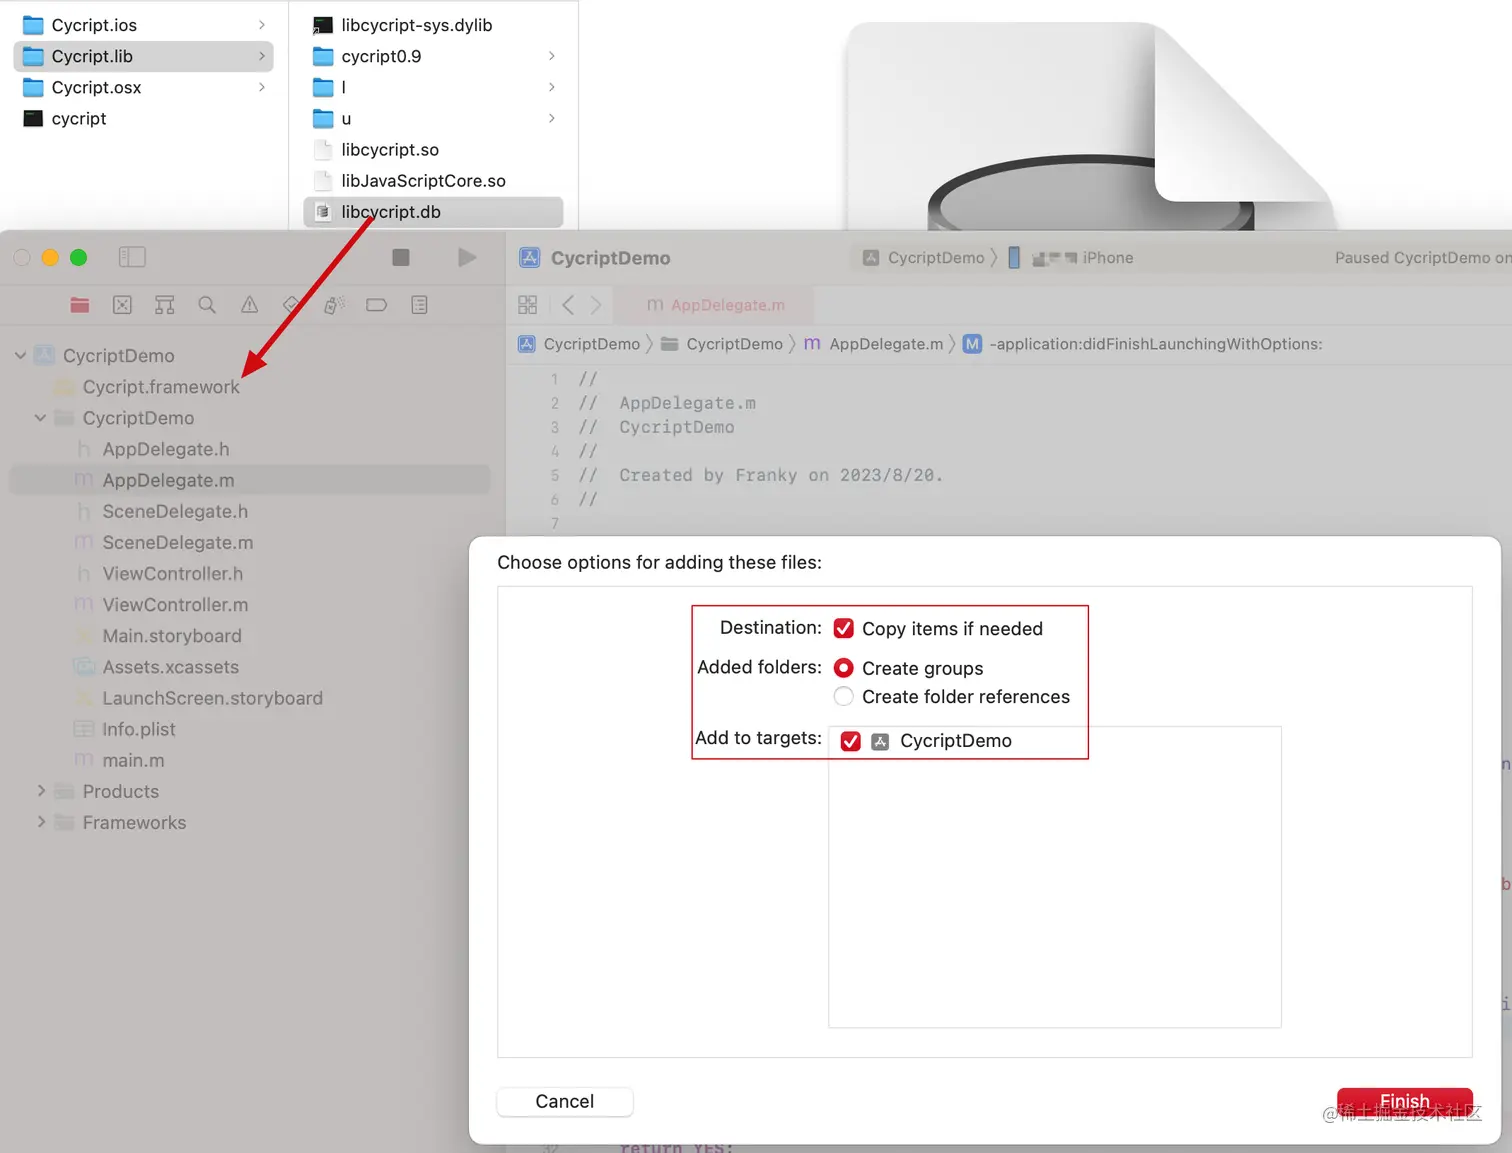 Cycript.ios
Cycript.lib
Cycript.osx
cycript
libcycript-sys.dylib
cycript0.9
l
u
libcycript.so
libJavaScriptCore.so
libcycript.db
CycriptDemo
CycriptDemo 〉 iPhone
Paused CycriptDemo on
m AppDelegate.m
CycriptDemo 〉 CycriptDemo 〉 m AppDelegate.m 〉 M -application:didFinishLaunchingWithOptions:
CycriptDemo
Cycript.framework
CycriptDemo
h AppDelegate.h
m AppDelegate.m
h SceneDelegate.h
m SceneDelegate.m
h ViewController.h
m ViewController.m
Main.storyboard
Assets.xcassets
LaunchScreen.storyboard
Info.plist
m main.m
Products
Frameworks
1 //
2 // AppDelegate.m
3 // CycriptDemo
4 //
5 // Created by Franky on 2023/8/20.
6 //
7
Choose options for adding these files:
Destination: Copy items if needed
Added folders: Create groups
Create folder references
Add to targets: CycriptDemo
Cancel
Finish
@稀土掘金技术社区
32 return YES;